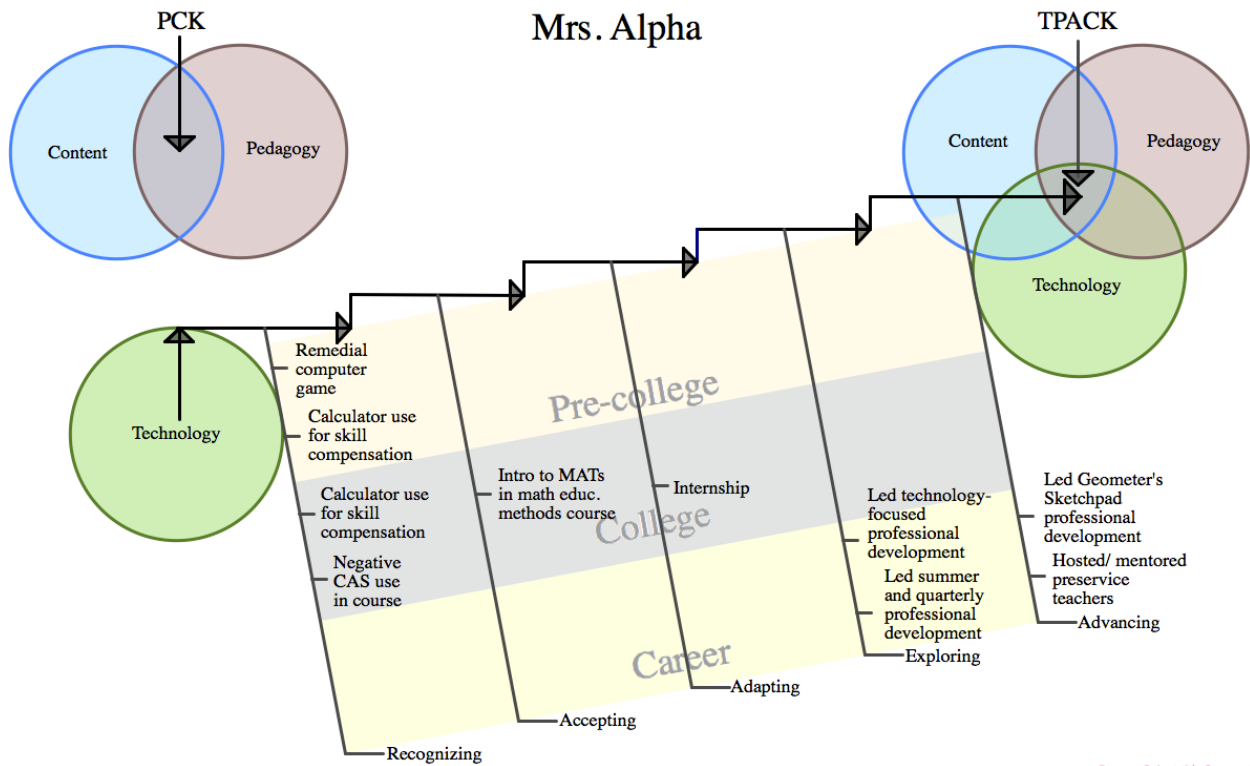 PCK
Mrs. Alpha
TPACK
Content
Pedagogy
Content
Pedagogy
Technology
Technology
Remedial
computer
game
Calculator use
for skill
compensation
Calculator use
for skill
compensation
Negative
CAS use
in course
Recognizing
Intro to MATs
in math educ.
methods course
Accepting
Internship
Adapting
Led technology-
focused
professional
development
Led summer
and quarterly
professional
development
Exploring
Led Geometer's
Sketchpad
professional
development
Hosted/ mentored
preservice
teachers
Advancing
Pre-college
College
Career